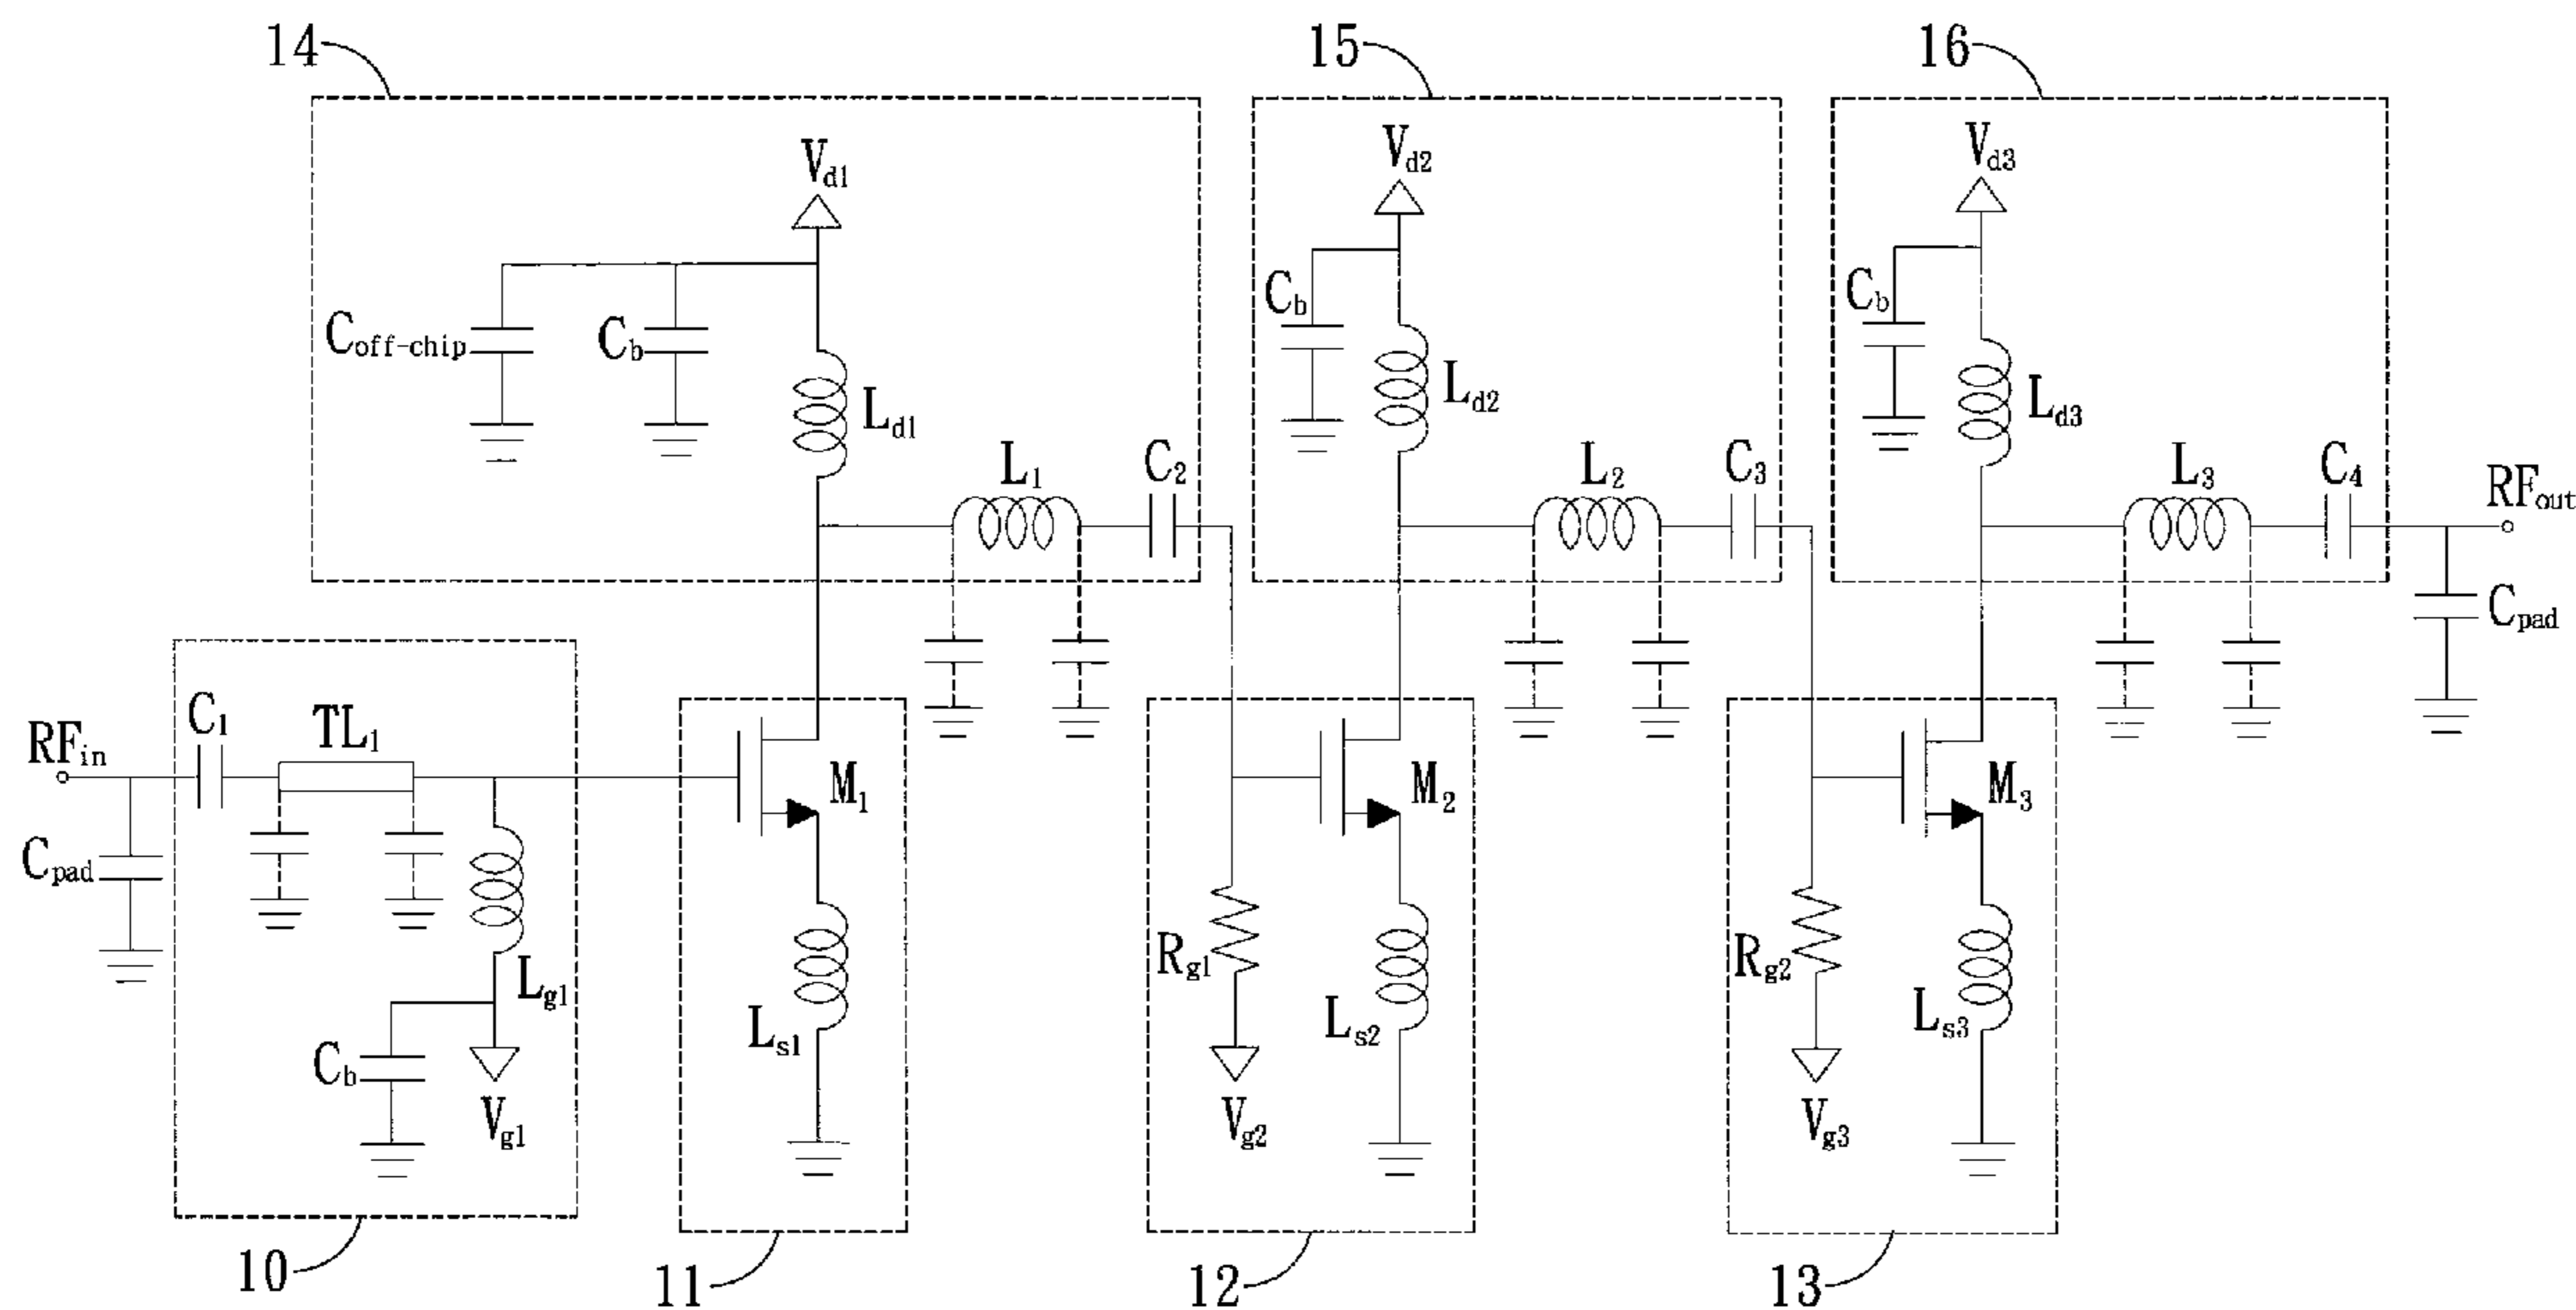 14
15
16
Vd1
Vd2
Vd3
Coff-chip
Cb
Ld1
Cb
Ld2
Cb
Ld3
L1
C2
L2
C3
L3
C4
RFout
Cpad
RFin
Cpad
C1
TL1
Lg1
Cb
Vg1
M1
Ls1
M2
Rg1
Ls2
Vg2
M3
Rg2
Ls3
Vg3
10
11
12
13